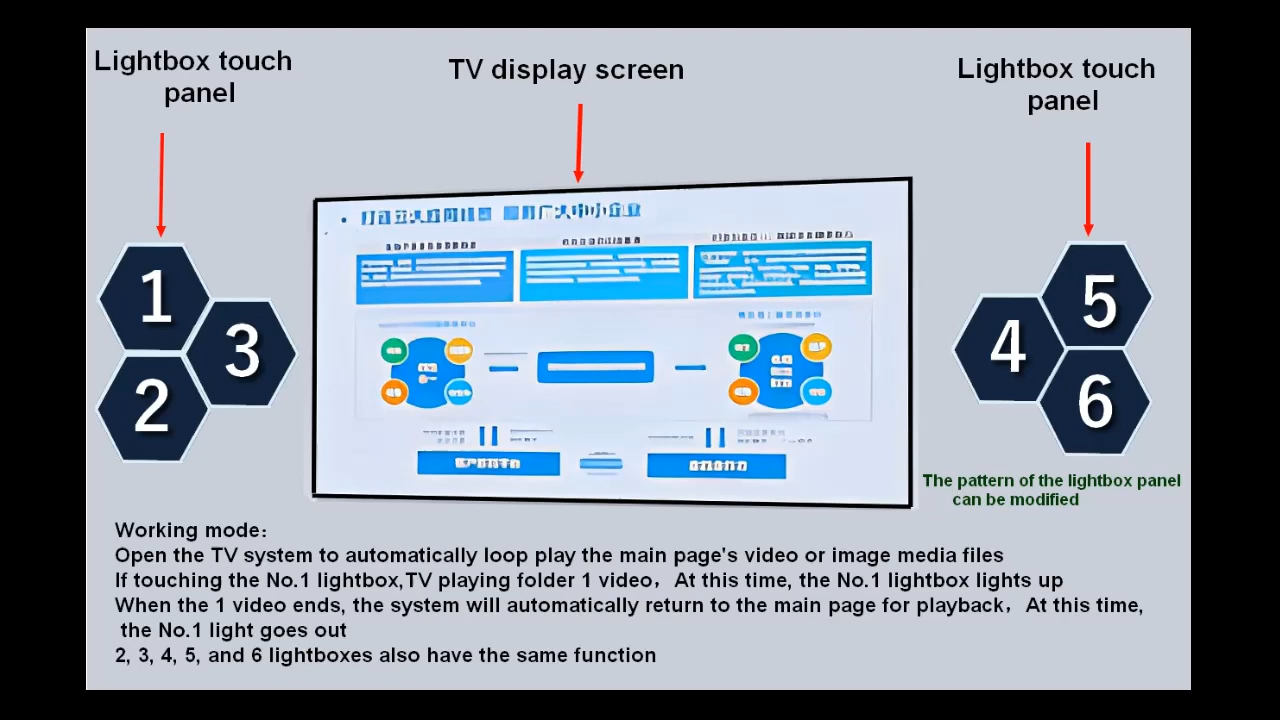 Lightbox touch
panel
TV display screen
Lightbox touch
panel
1
2
3
4
5
6
The pattern of the lightbox panel
can be modified
Working mode：
Open the TV system to automatically loop play the main page's video or image media files
If touching the No.1 lightbox,TV playing folder 1 video，At this time, the No.1 lightbox lights up
When the 1 video ends, the system will automatically return to the main page for playback，At this time,
the No.1 light goes out
2, 3, 4, 5, and 6 lightboxes also have the same function